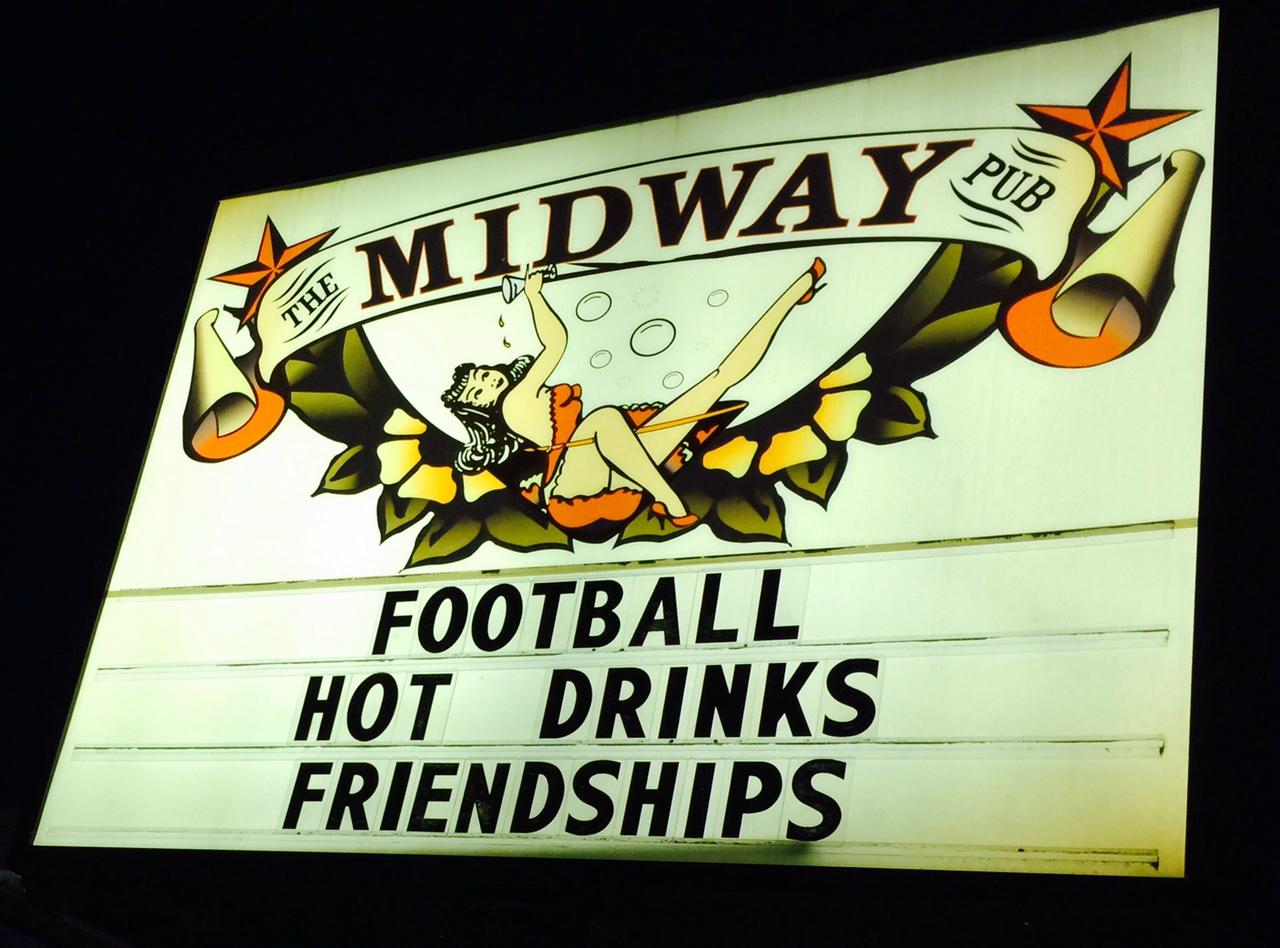 THE MIDWAY PUB
FOOTBALL
HOT DRINKS
FRIENDSHIPS